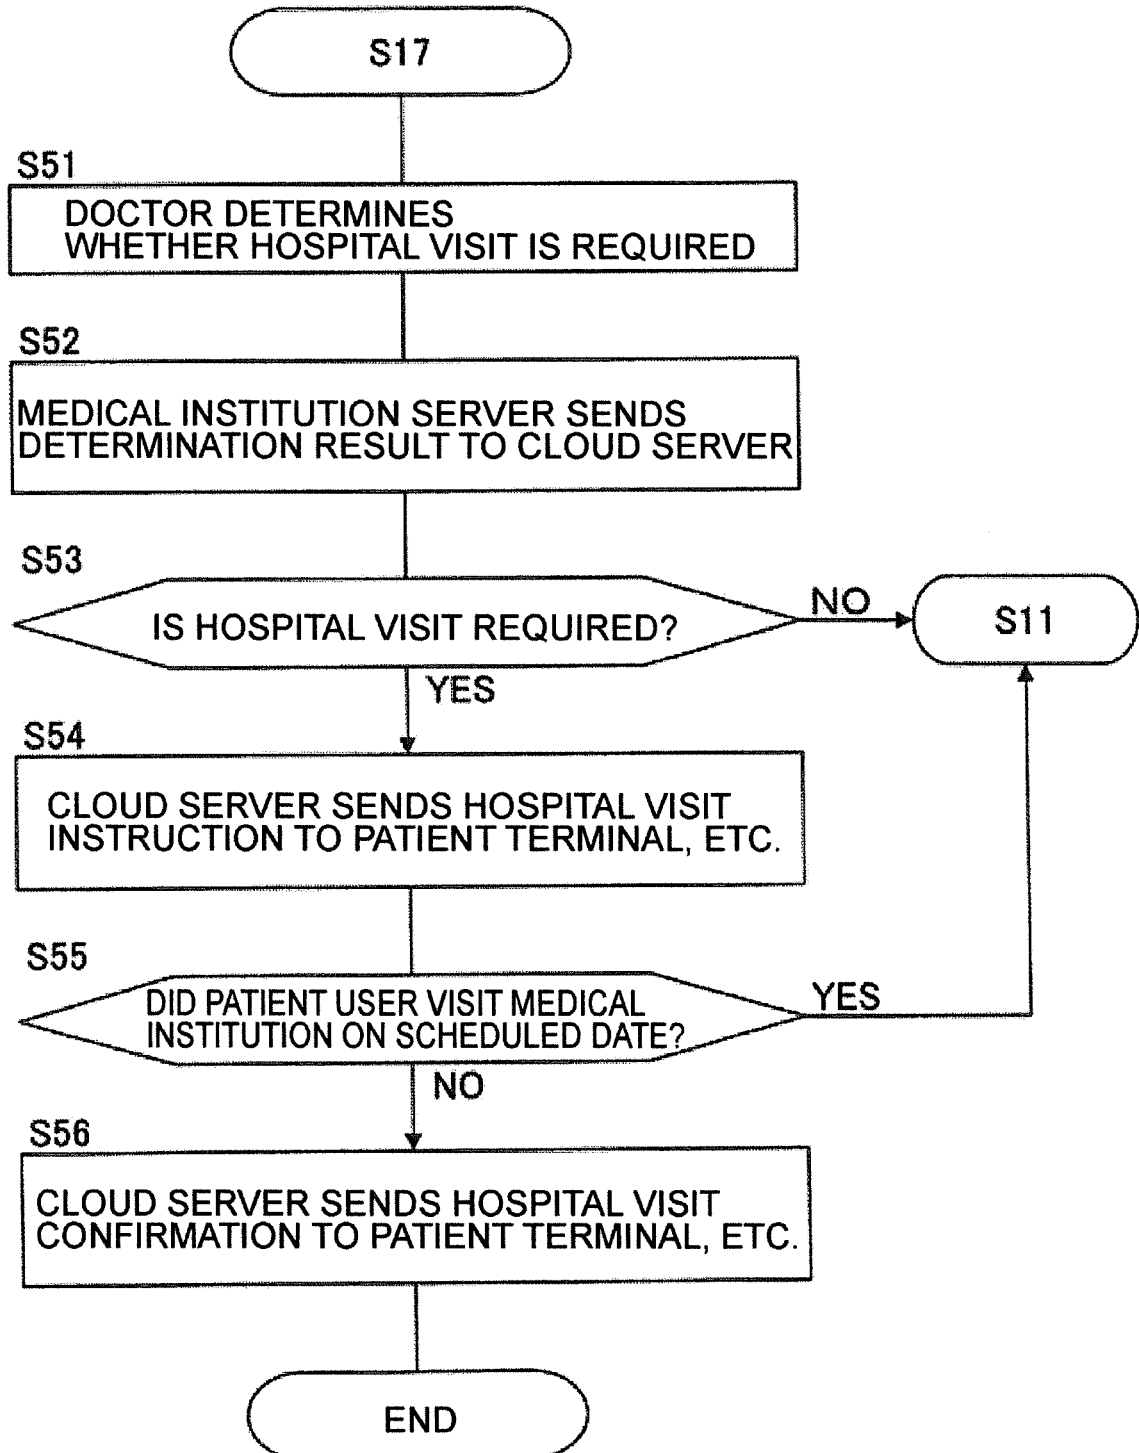 S17
S51
DOCTOR DETERMINES
WHETHER HOSPITAL VISIT IS REQUIRED
S52
MEDICAL INSTITUTION SERVER SENDS
DETERMINATION RESULT TO CLOUD SERVER
S53
IS HOSPITAL VISIT REQUIRED?
NO
S11
YES
S54
CLOUD SERVER SENDS HOSPITAL VISIT
INSTRUCTION TO PATIENT TERMINAL, ETC.
S55
DID PATIENT USER VISIT MEDICAL
INSTITUTION ON SCHEDULED DATE?
YES
NO
S56
CLOUD SERVER SENDS HOSPITAL VISIT
CONFIRMATION TO PATIENT TERMINAL, ETC.
END